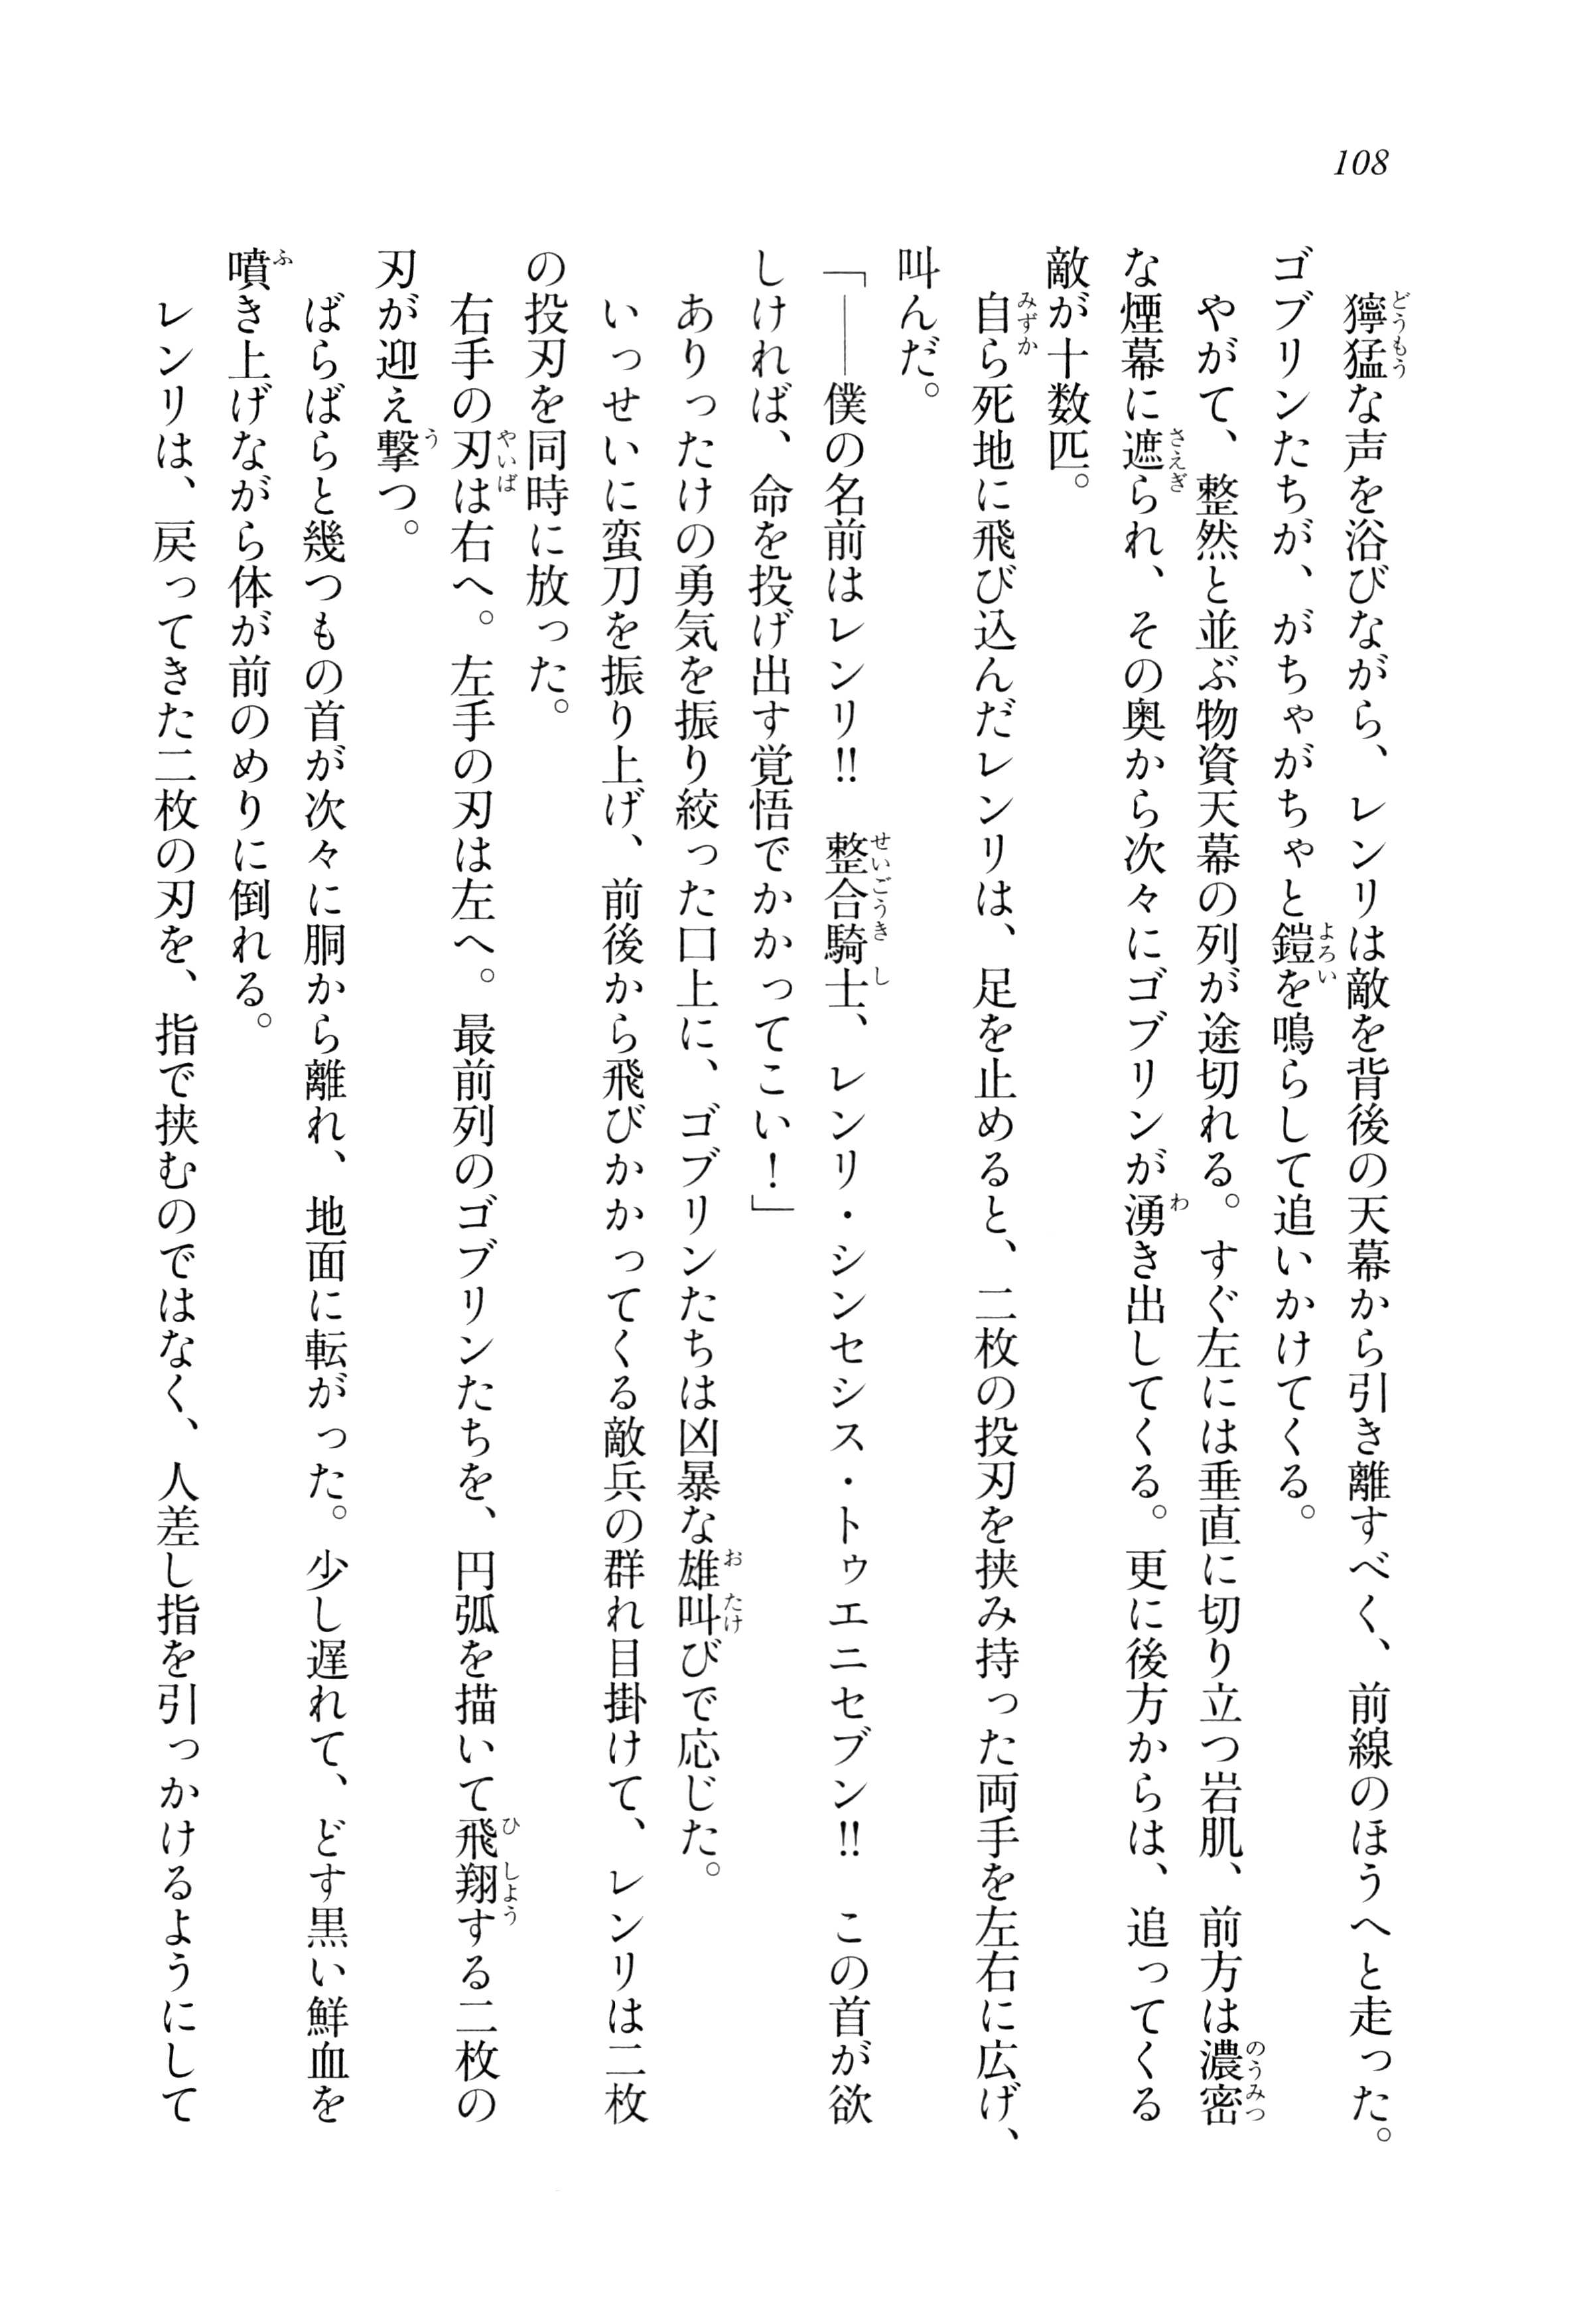 108
獰猛な声を浴びながら、レンリは敵を背後の天幕から引き離すべく、前線のほうへと走った。
ゴブリンたちが、がちゃがちゃと鎧を鳴らして追いかけてくる。
やがて、整然と並ぶ物資天幕の列が途切れる。すぐ左には垂直に切り立つ岩肌、前方は濃密
な煙幕に遮られ、その奥から次々にゴブリンが湧き出してくる。更に後方からは、追ってくる
敵が十数匹。
自ら死地に飛び込んだレンリは、足を止めると、二枚の投刃を挟み持った両手を左右に広げ、
叫んだ。
「――僕の名前はレンリ!!　整合騎士、レンリ・シンセシス・トゥエニセブン!!　この首が欲
しければ、命を投げ出す覚悟でかかってこい！」
ありったけの勇気を振り絞った口上に、ゴブリンたちは凶暴な雄叫びで応じた。
いっせいに蛮刀を振り上げ、前後から飛びかかってくる敵兵の群れ目掛けて、レンリは二枚
の投刃を同時に放った。
右手の刃は右へ。左手の刃は左へ。最前列のゴブリンたちを、円弧を描いて飛翔する二枚の
刃が迎え撃つ。
ばらばらと幾つもの首が次々に胴から離れ、地面に転がった。少し遅れて、どす黒い鮮血を
噴き上げながら体が前のめりに倒れる。
レンリは、戻ってきた二枚の刃を、指で挟むのではなく、人差し指を引っかけるようにして